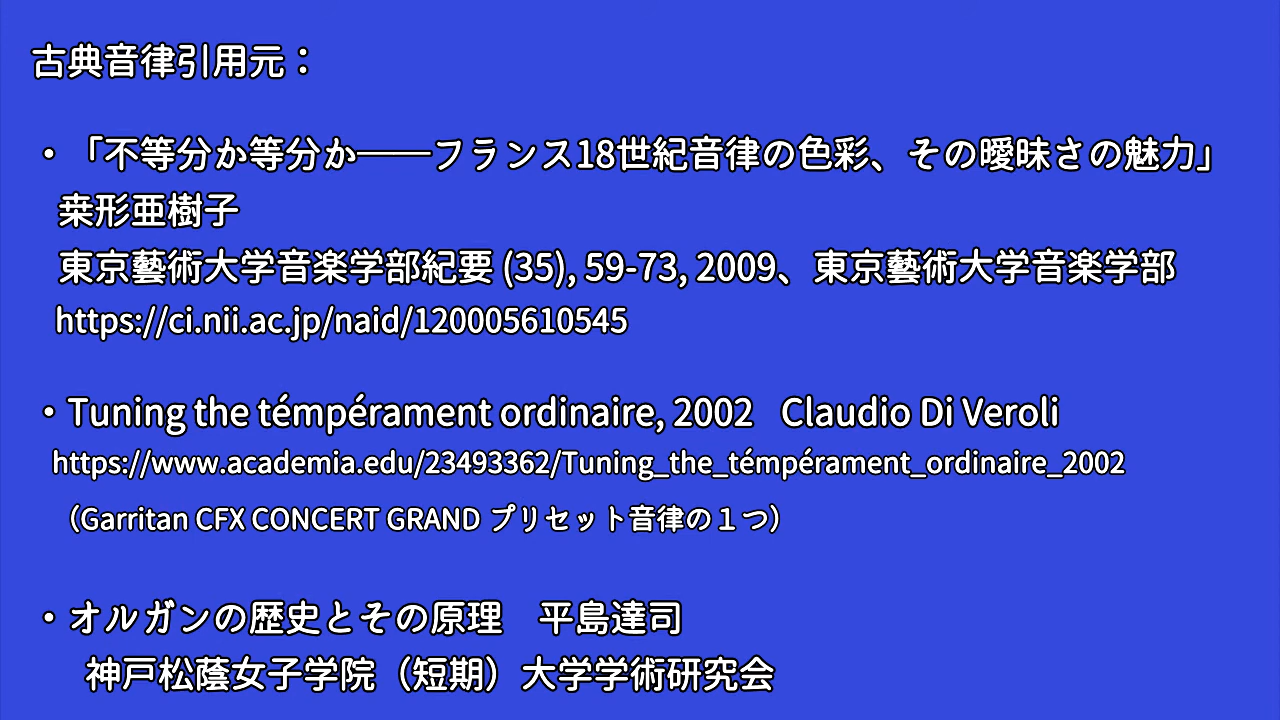 古典音律引用元：
・「不等分か等分か――フランス18世紀音律の色彩、その曖昧さの魅力」
桒形亜樹子
東京藝術大学音楽学部紀要 (35), 59-73, 2009、東京藝術大学音楽学部
https://ci.nii.ac.jp/naid/120005610545
・Tuning the témpérament ordinaire, 2002   Claudio Di Veroli
https://www.academia.edu/23493362/Tuning_the_témpérament_ordinaire_2002
（Garritan CFX CONCERT GRAND プリセット音律の１つ）
・オルガンの歴史とその原理　平島達司
神戸松蔭女子学院（短期）大学学術研究会